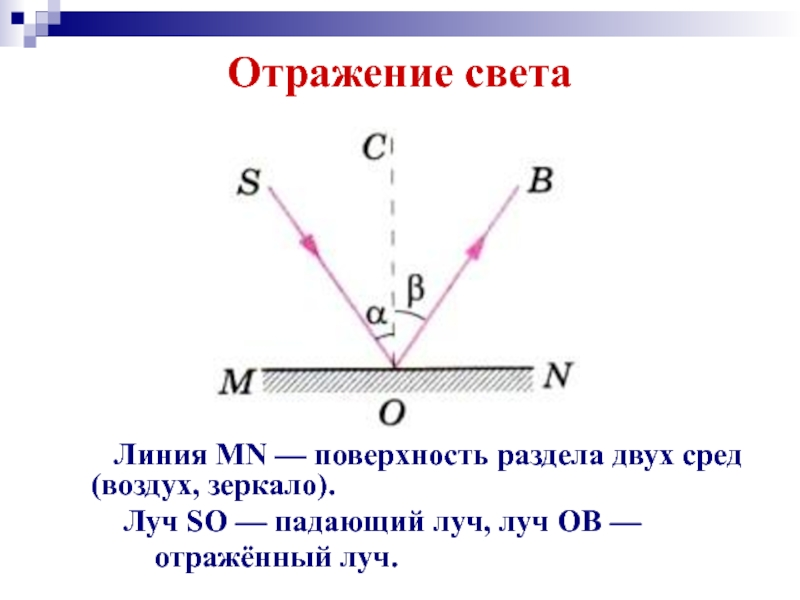 Отражение света
C
S
B
β
α
M
N
O
Линия MN — поверхность раздела двух сред
(воздух, зеркало).
Луч SO — падающий луч, луч OB —
отражённый луч.